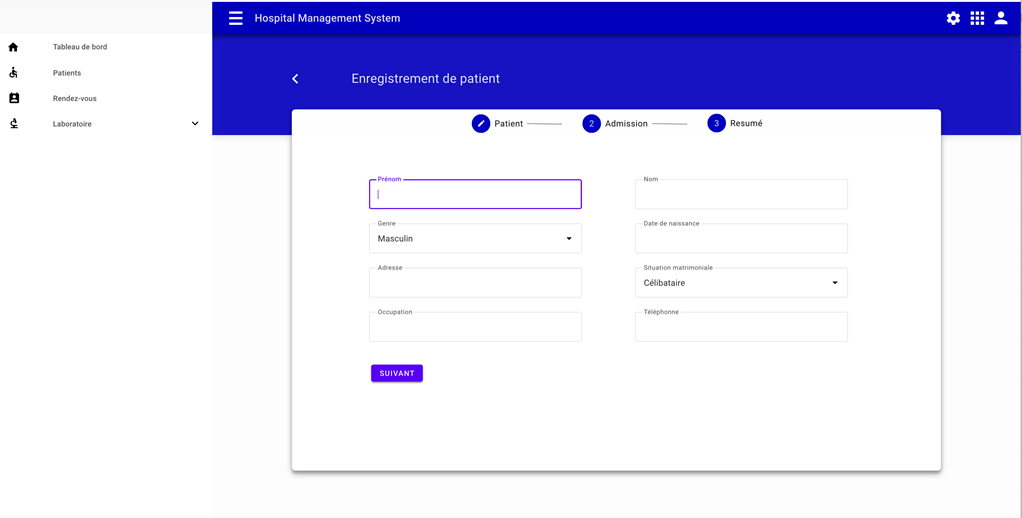 Hospital Management System
Tableau de bord
Patients
Rendez-vous
Laboratoire
Enregistrement de patient
Patient 2 Admission 3 Resumé
Prénom Nom
Genre Date de naissance
Masculin
Adresse Situation matrimoniale
Célibataire
Occupation Téléphonne
SUIVANT